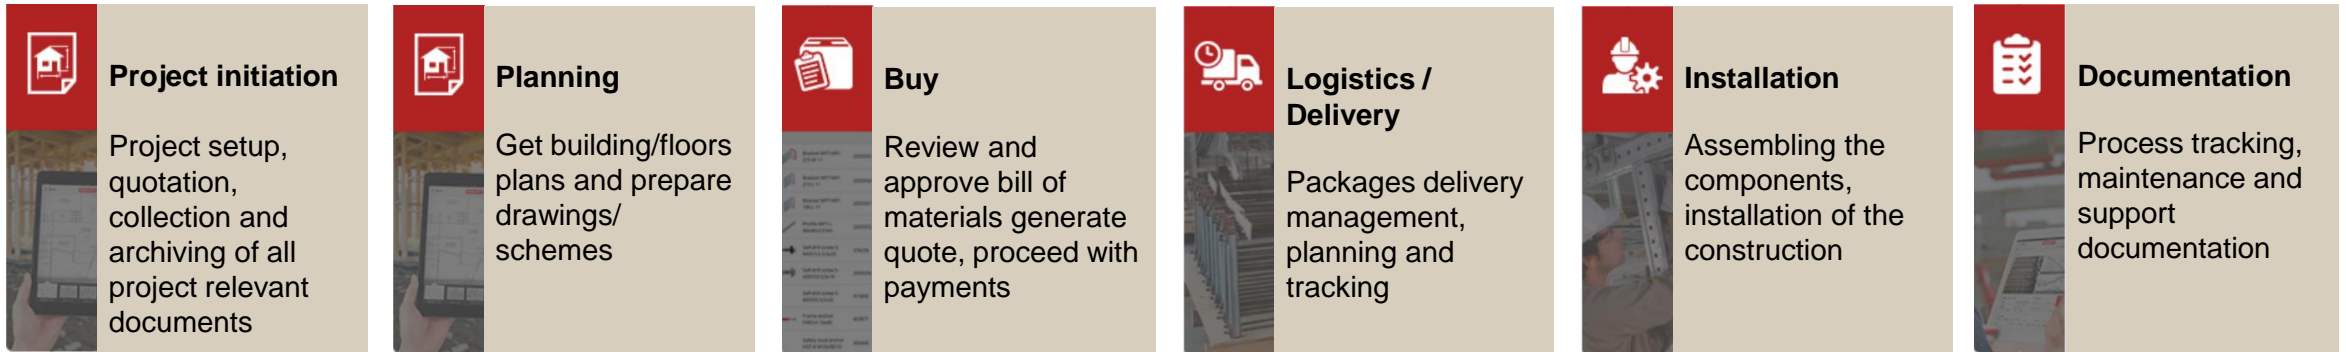 Project initiation
Project setup,
quotation,
collection and
archiving of all
project relevant
documents
Planning
Get building/floors
plans and prepare
drawings/
schemes
Buy
Review and
approve bill of
materials generate
quote, proceed with
payments
Logistics /
Delivery
Packages delivery
management,
planning and
tracking
Installation
Assembling the
components,
installation of the
construction
Documentation
Process tracking,
maintenance and
support
documentation